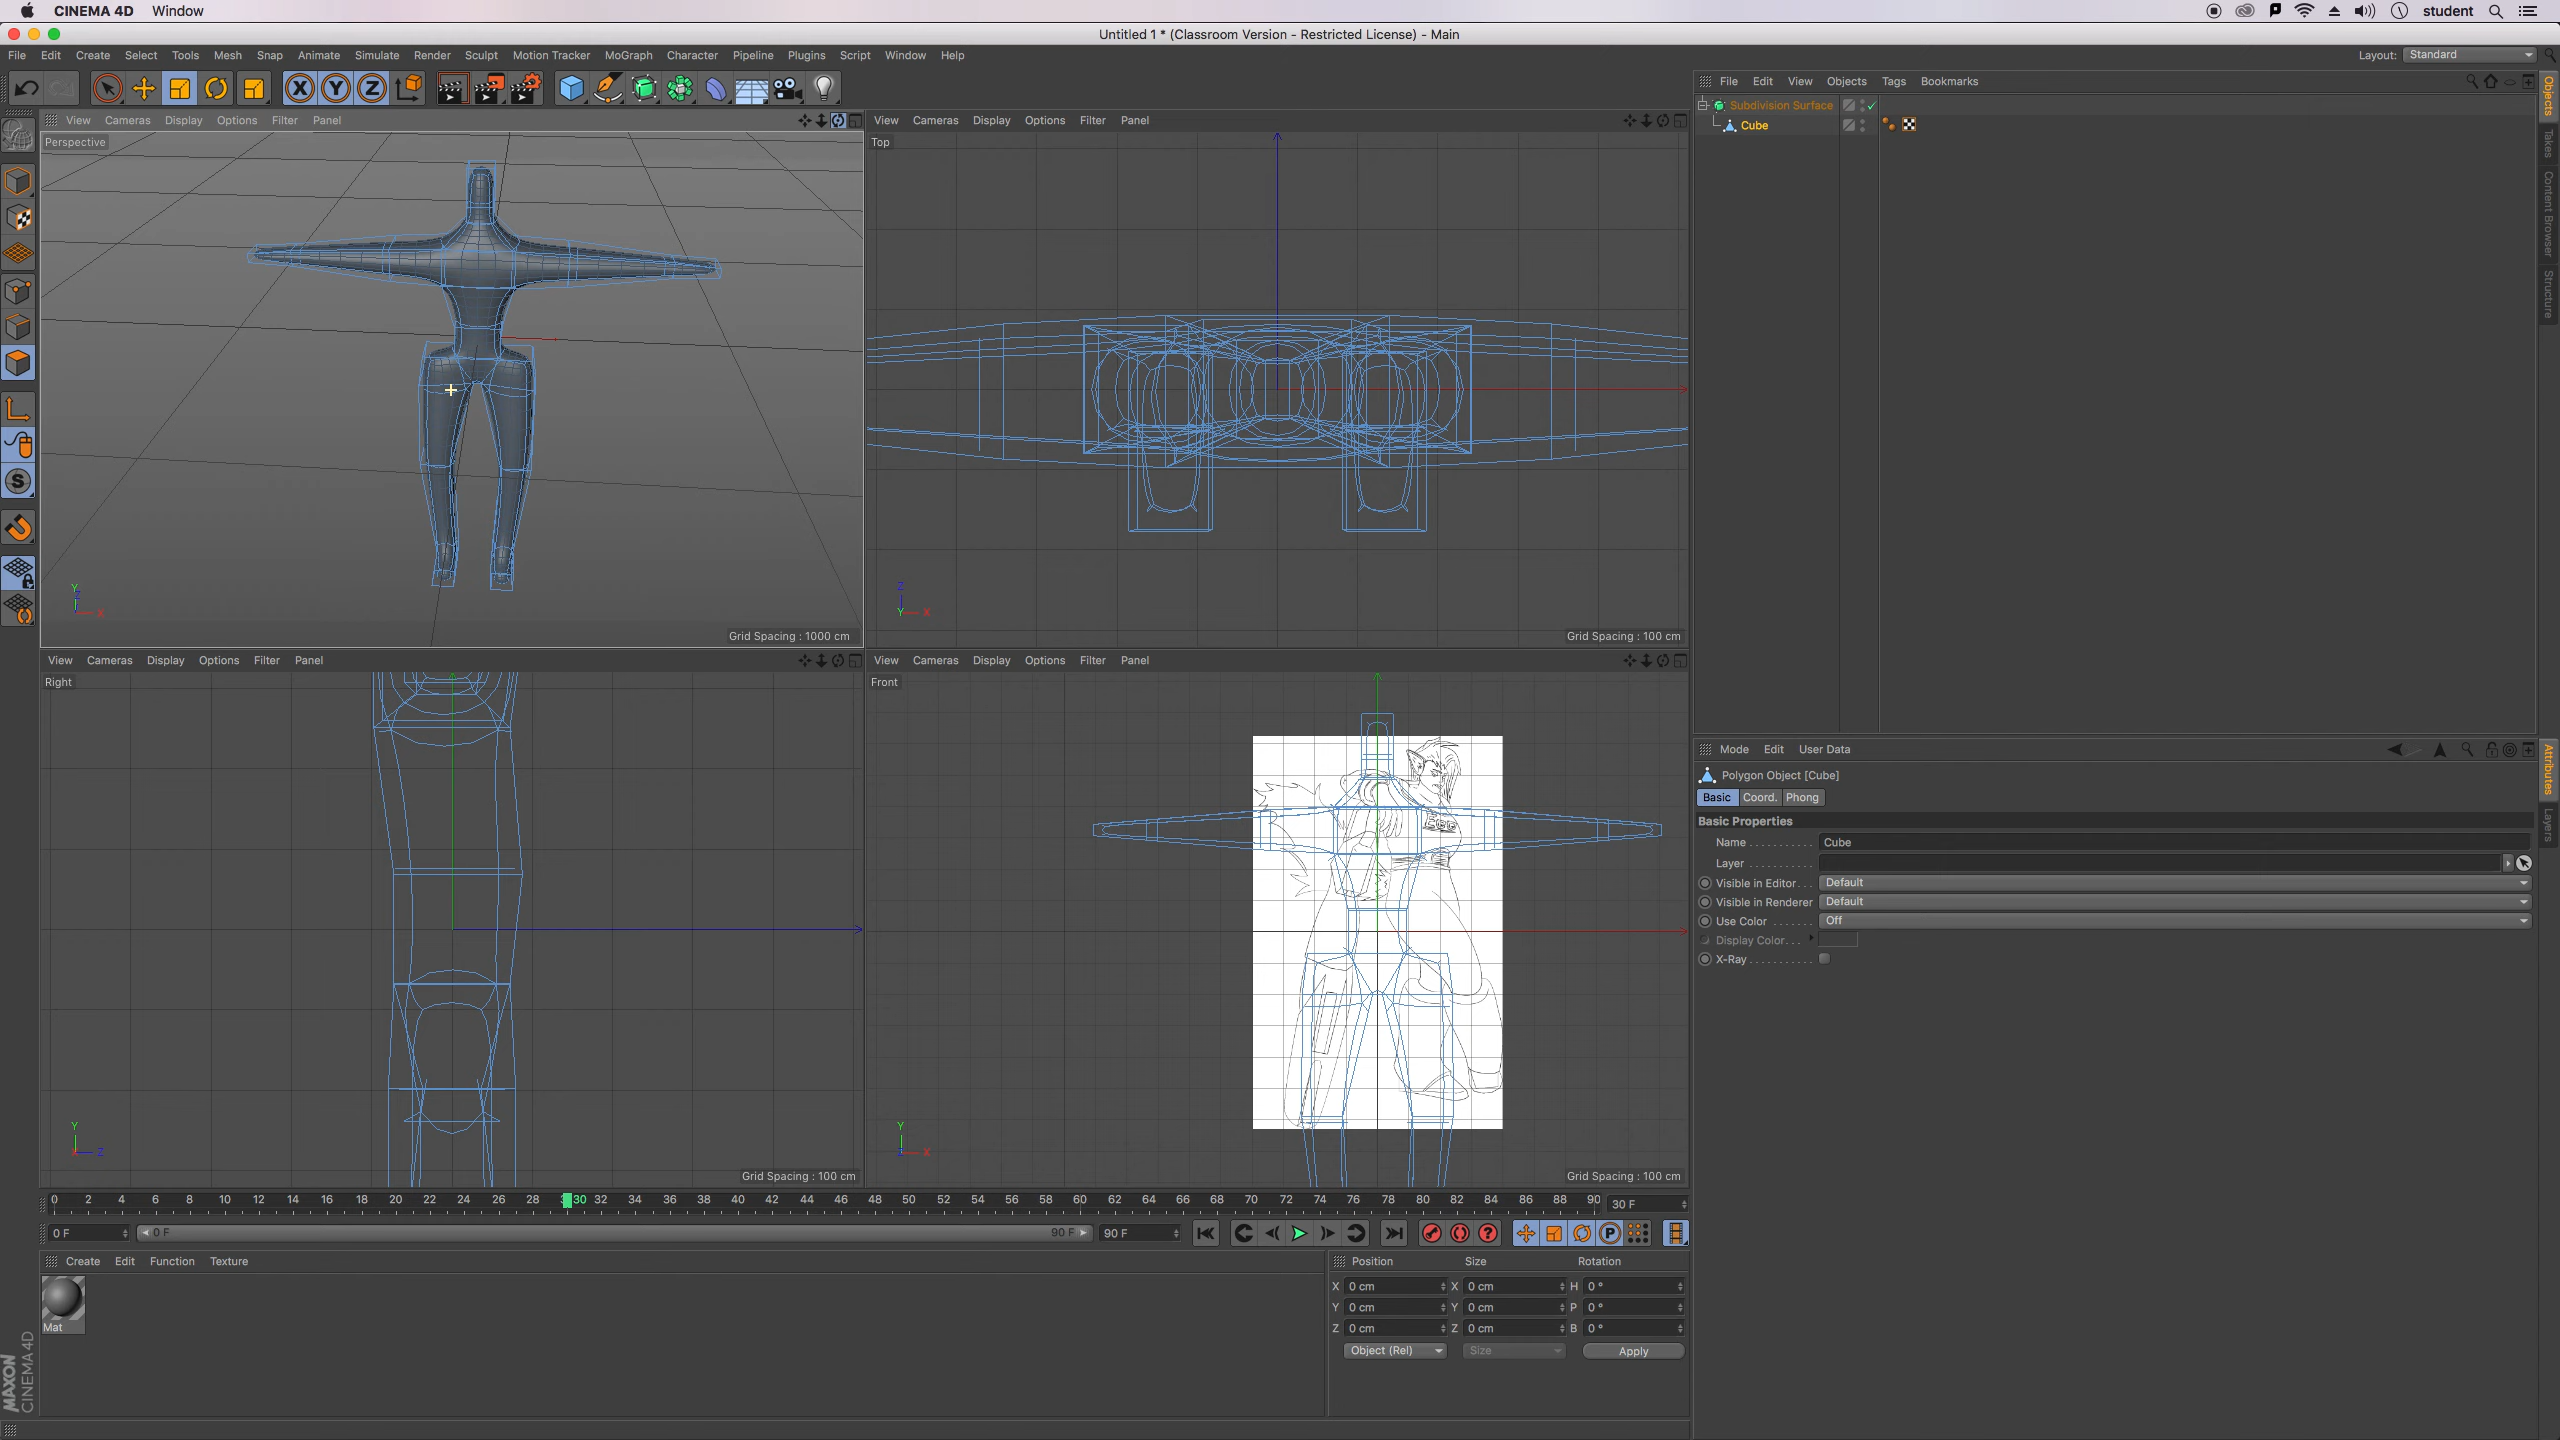 CINEMA 4D Window student
Untitled 1 * (Classroom Version - Restricted License) - Main
File Edit Create Select Tools Mesh Snap Animate Simulate Render Sculpt Motion Tracker MoGraph Character Pipeline Plugins Script Window Help Layout: Standard
File Edit View Objects Tags Bookmarks
Subdivision Surface
Cube
Objects
Takes
Content Browser
Structure
View Cameras Display Options Filter Panel
Perspective
Grid Spacing : 1000 cm
View Cameras Display Options Filter Panel
Top
Grid Spacing : 100 cm
View Cameras Display Options Filter Panel
Right
Grid Spacing : 100 cm
View Cameras Display Options Filter Panel
Front
EGG
Grid Spacing : 100 cm
Mode Edit User Data
Polygon Object [Cube]
Basic Coord. Phong
Basic Properties
Name . . . . . . . . . . . Cube
Layer . . . . . . . . . . .
Visible in Editor . . . Default
Visible in Renderer Default
Use Color . . . . . . . Off
Display Color. . .
X-Ray . . . . . . . . . .
Attributes
Layers
0 2 4 6 8 10 12 14 16 18 20 22 24 26 28 30 32 34 36 38 40 42 44 46 48 50 52 54 56 58 60 62 64 66 68 70 72 74 76 78 80 82 84 86 88 90 30 F
0 F 0 F 90 F 90 F
Create Edit Function Texture
Mat
Position Size Rotation
X 0 cm X 0 cm H 0 °
Y 0 cm Y 0 cm P 0 °
Z 0 cm Z 0 cm B 0 °
Object (Rel) Size Apply
MAXON
CINEMA 4D